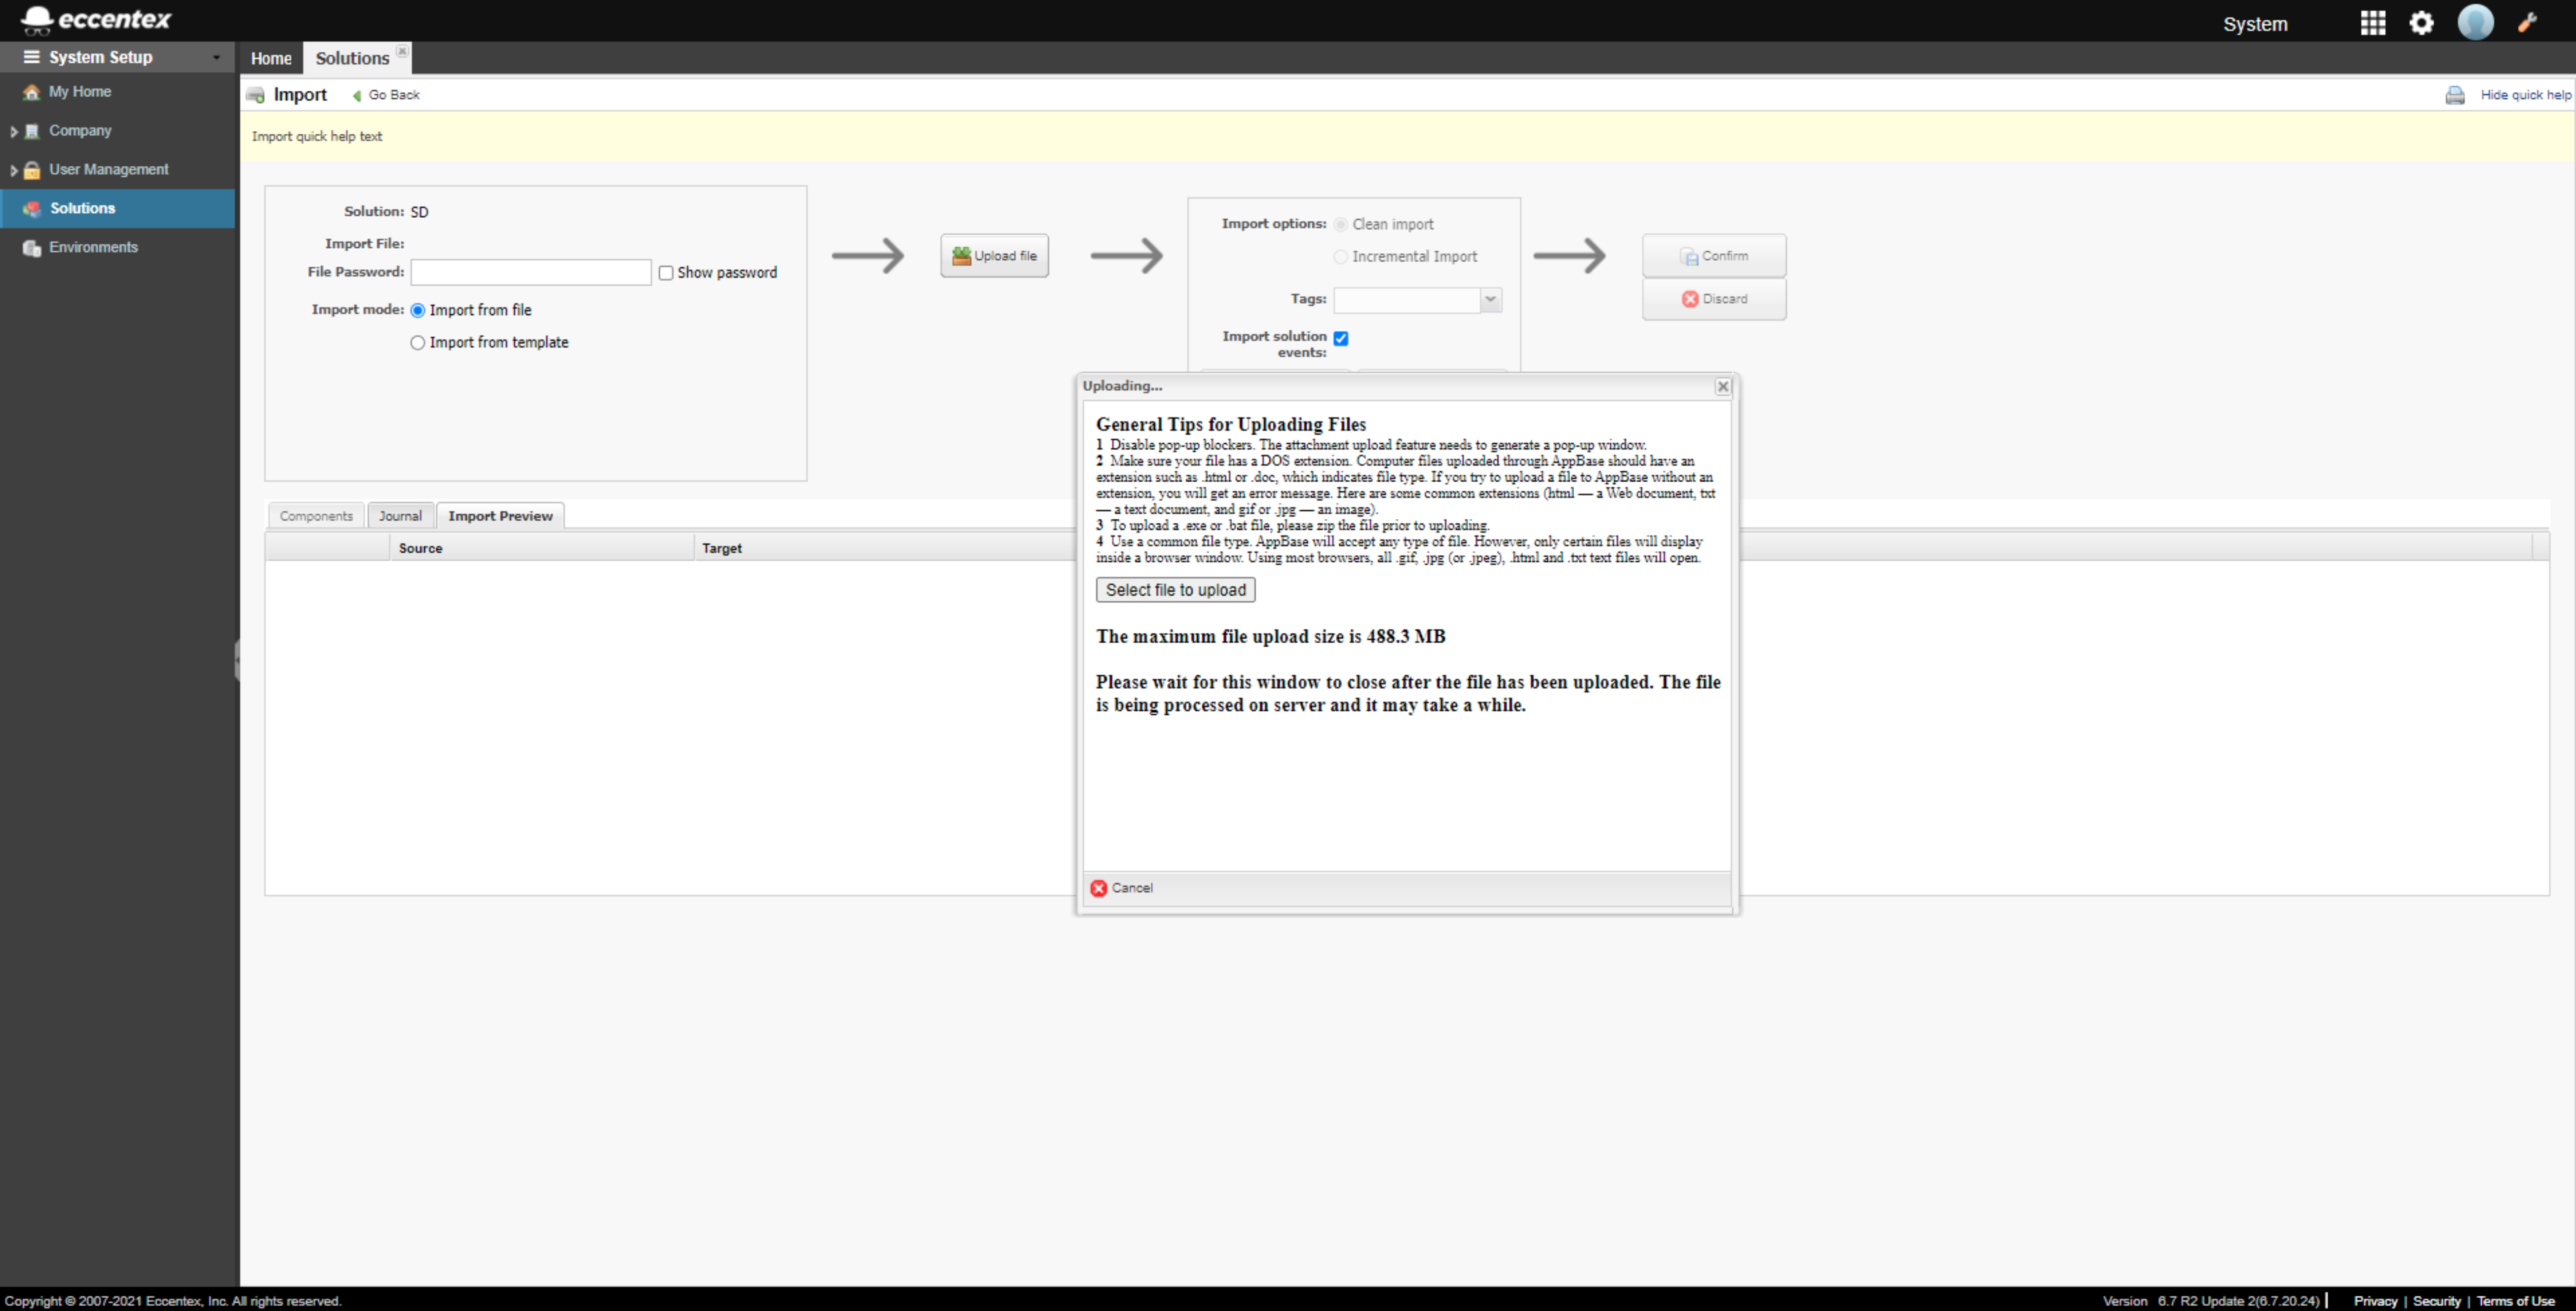 eccentex
System
System Setup
Home
Solutions
My Home
Company
User Management
Solutions
Environments
Import
Go Back
Hide quick help
Import quick help text
Solution: SD
Import File:
File Password:
Show password
Import mode:
Import from file
Import from template
Upload file
Import options:
Clean import
Incremental Import
Tags:
Import solution
events:
Confirm
Discard
Components
Journal
Import Preview
Source
Target
Uploading...
General Tips for Uploading Files
1 Disable pop-up blockers. The attachment upload feature needs to generate a pop-up window.
2 Make sure your file has a DOS extension. Computer files uploaded through AppBase should have an
extension such as .html or .doc, which indicates file type. If you try to upload a file to AppBase without an
extension, you will get an error message. Here are some common extensions (html — a Web document, txt
— a text document, and gif or .jpg — an image).
3 To upload a .exe or .bat file, please zip the file prior to uploading.
4 Use a common file type. AppBase will accept any type of file. However, only certain files will display
inside a browser window. Using most browsers, all .gif, .jpg (or .jpeg), .html and .txt text files will open.
Select file to upload
The maximum file upload size is 488.3 MB
Please wait for this window to close after the file has been uploaded. The file
is being processed on server and it may take a while.
Cancel
Copyright © 2007-2021 Eccentex, Inc. All rights reserved.
Version 6.7 R2 Update 2(6.7.20.24) | Privacy | Security | Terms of Use